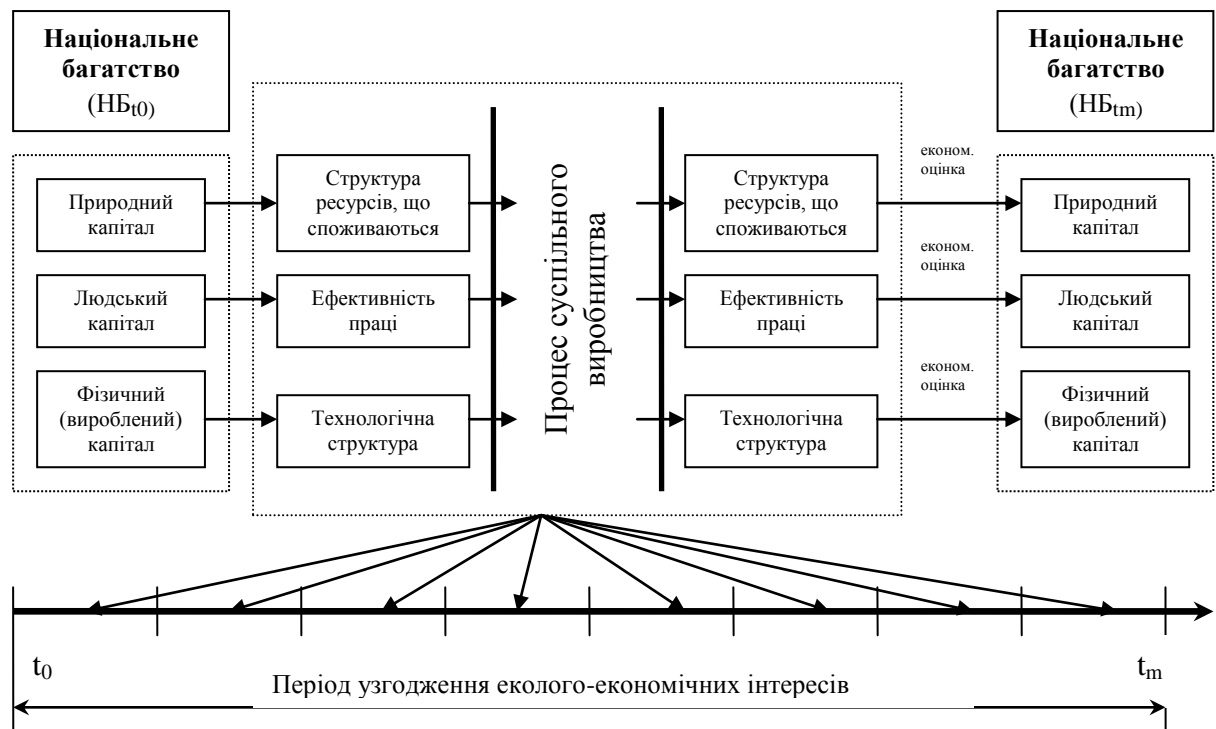 Національне
багатство
(НБt0)
Національне
багатство
(НБtm)
Природний
капітал
Людський
капітал
Фізичний
(вироблений)
капітал
Структура
ресурсів, що
споживаються
Ефективність
праці
Технологічна
структура
Процес суспільного
виробництва
Структура
ресурсів, що
споживаються
Ефективність
праці
Технологічна
структура
економ.
оцінка
економ.
оцінка
економ.
оцінка
Природний
капітал
Людський
капітал
Фізичний
(вироблений)
капітал
t0
tm
Період узгодження еколого-економічних інтересів